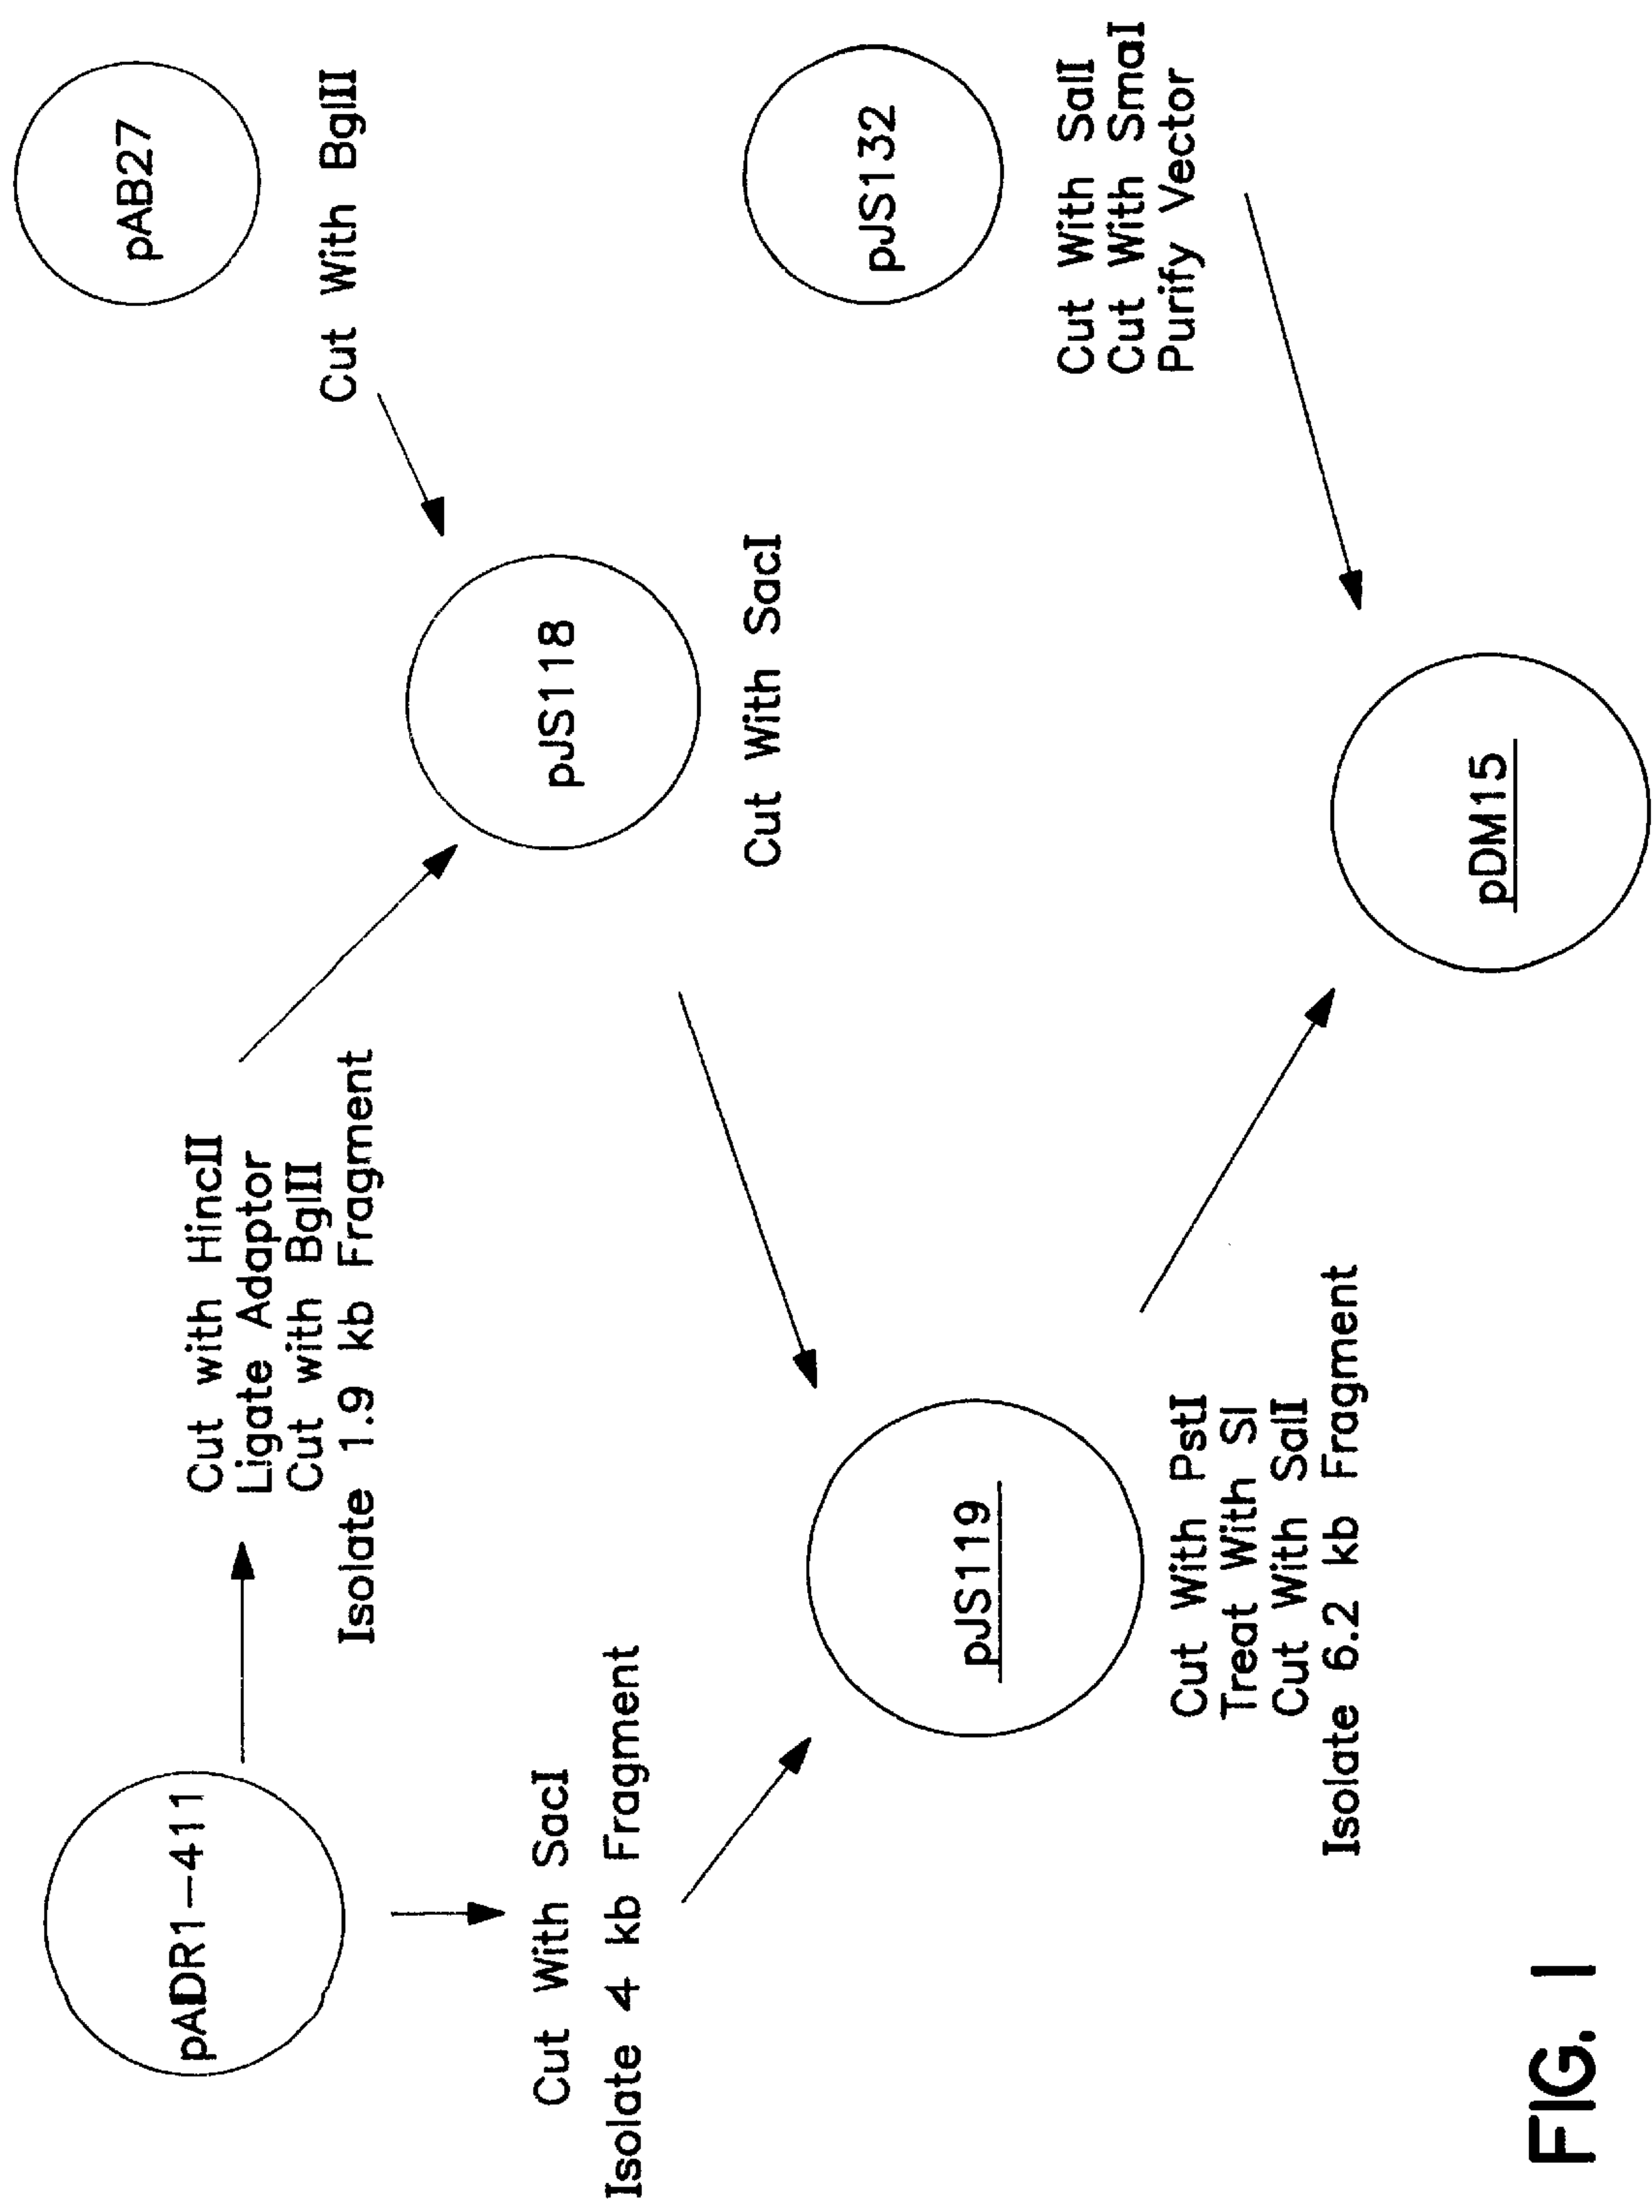 pADR1-411
Cut with HincII
Ligate Adaptor
Cut with BglII
Isolate 1.9 kb Fragment
pAB27
Cut With BglII
Cut With SacI
Isolate 4 kb Fragment
pJS118
Cut With SacI
pJS119
Cut With PstI
Treat With SI
Cut With SalI
Isolate 6.2 kb Fragment
pJS132
Cut With SalI
Cut With SmaI
Purify Vector
pDM15
FIG. 1